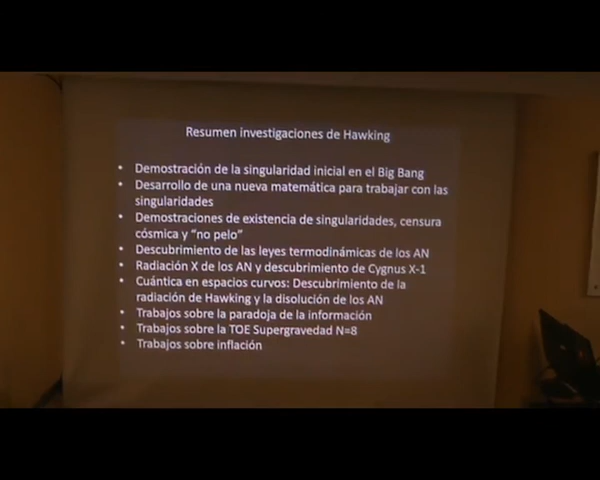 Resumen investigaciones de Hawking
• Demostración de la singularidad inicial en el Big Bang
• Desarrollo de una nueva matemática para trabajar con las
singularidades
• Demostraciones de existencia de singularidades, censura
cósmica y “no pelo”
• Descubrimiento de las leyes termodinámicas de los AN
• Radiación X de los AN y descubrimiento de Cygnus X-1
• Cuántica en espacios curvos: Descubrimiento de la
radiación de Hawking y la disolución de los AN
• Trabajos sobre la paradoja de la información
• Trabajos sobre la TOE Supergravedad N=8
• Trabajos sobre inflación